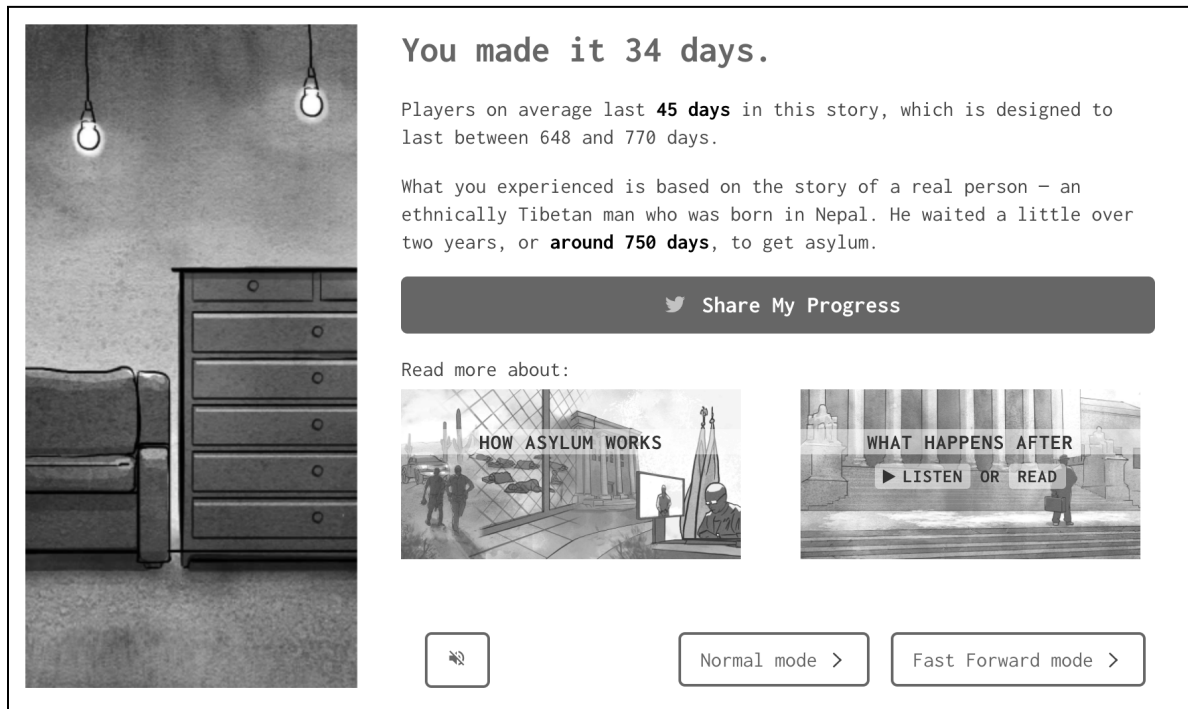 You made it 34 days.
Players on average last 45 days in this story, which is designed to
last between 648 and 770 days.
What you experienced is based on the story of a real person — an
ethnically Tibetan man who was born in Nepal. He waited a little over
two years, or around 750 days, to get asylum.
Share My Progress
Read more about:
HOW ASYLUM WORKS
WHAT HAPPENS AFTER
LISTEN OR READ
Normal mode
Fast Forward mode